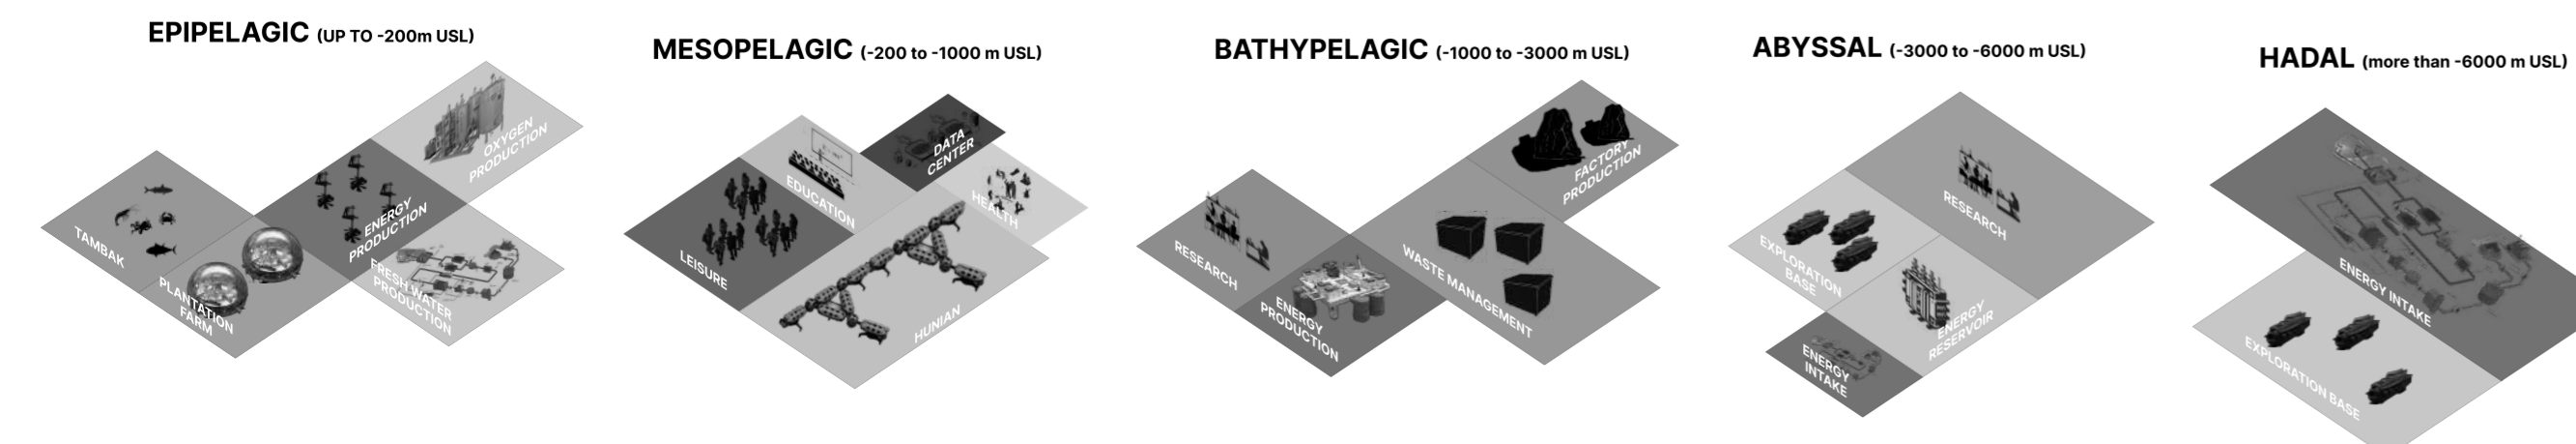 EPIPELAGIC (UP TO -200m USL)
OXYGEN
PRODUCTION
ENERGY
PRODUCTION
TAMBAK
PLANTATION
FARM
FRESH WATER
PRODUCTION
MESOPELAGIC (-200 to -1000 m USL)
DATA
CENTER
EDUCATION
HEALTH
LEISURE
HUNIAN
BATHYPELAGIC (-1000 to -3000 m USL)
FACTORY
PRODUCTION
RESEARCH
WASTE MANAGEMENT
ENERGY
PRODUCTION
ABYSSAL (-3000 to -6000 m USL)
RESEARCH
EXPLORATION
BASE
ENERGY
RESERVOIR
ENERGY
INTAKE
HADAL (more than -6000 m USL)
ENERGY INTAKE
EXPLORATION BASE